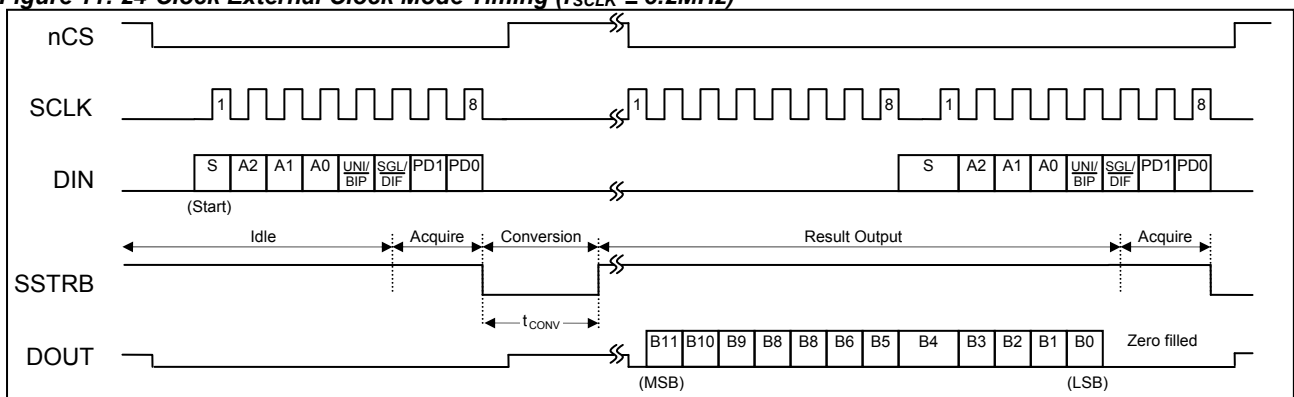 Figure 11: 24-Clock External Clock Mode Timing (fSCLK 3.2MHz)
nCS
SCLK 1 8 1 8 1 8
DIN S A2 A1 A0 UNI/BIP SGL/DIF PD1 PD0 S A2 A1 A0 UNI/BIP SGL/DIF PD1 PD0
(Start)
Idle Acquire Conversion Result Output Acquire
SSTRB
tCONV
DOUT B11 B10 B9 B8 B8 B6 B5 B4 B3 B2 B1 B0 Zero filled
(MSB) (LSB)